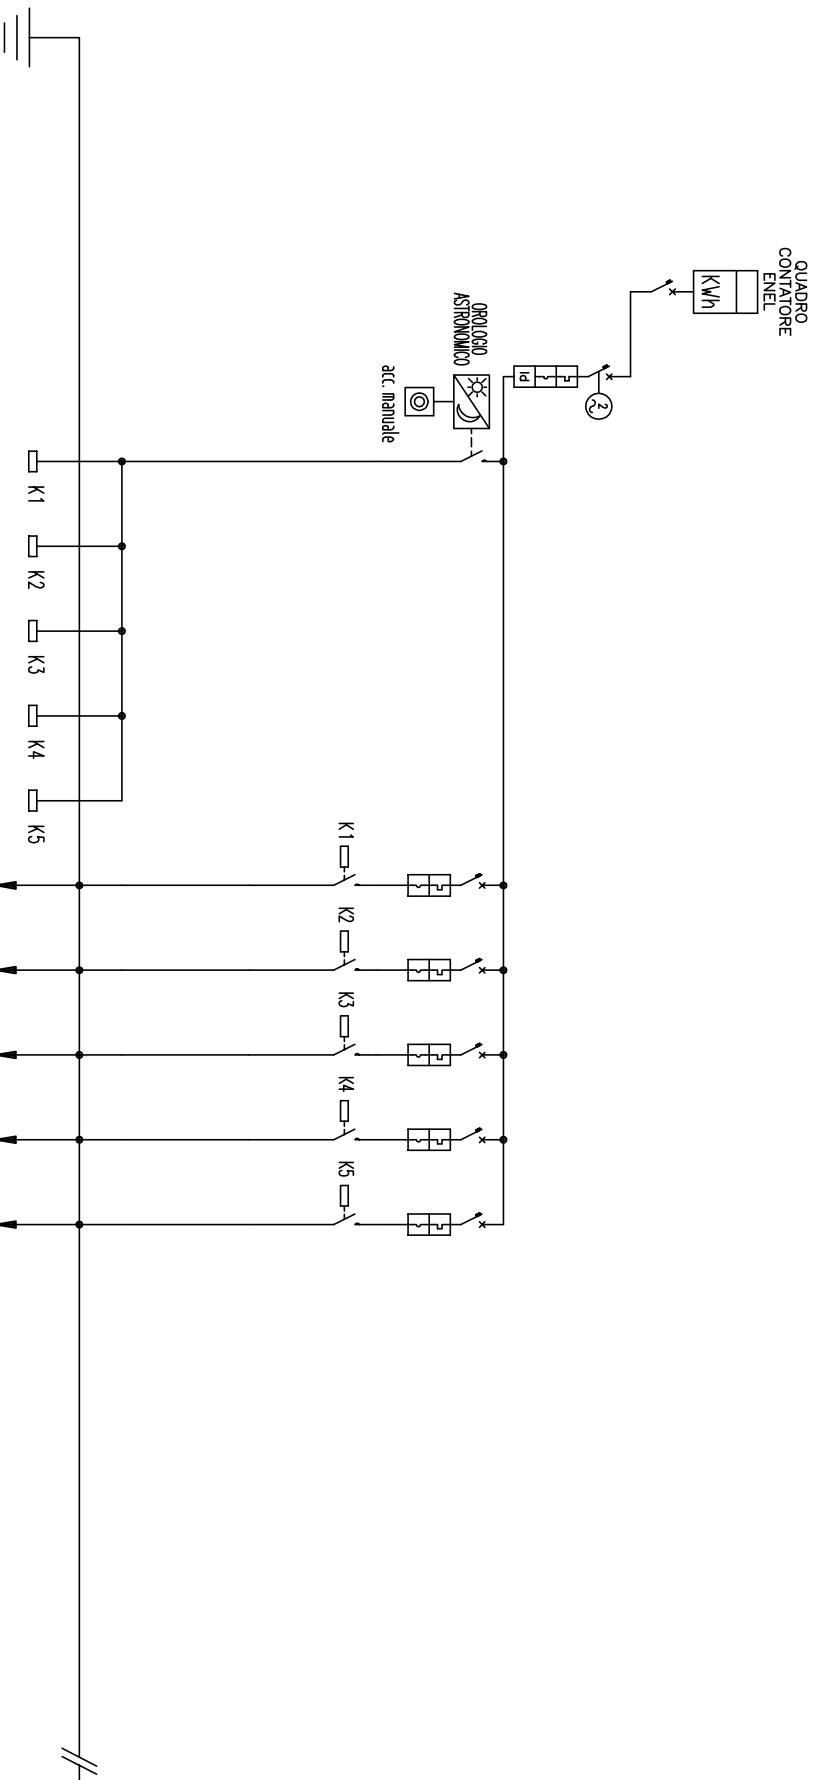 QUADRO
CONTATORE
ENEL
KWh
2
Id
OROLOGIO
ASTRONOMICO
acc. manuale
K1
K2
K3
K4
K5
K1
K2
K3
K4
K5